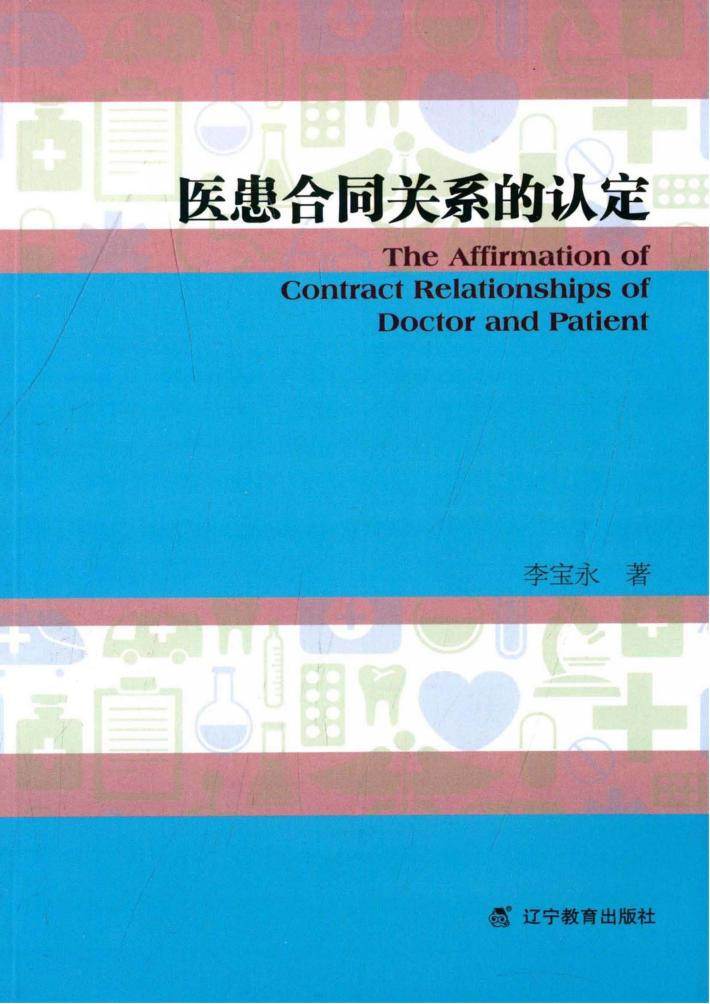 医患合同关系的认定
The Affirmation of
Contract Relationships of
Doctor and Patient
李宝永 著
辽宁教育出版社